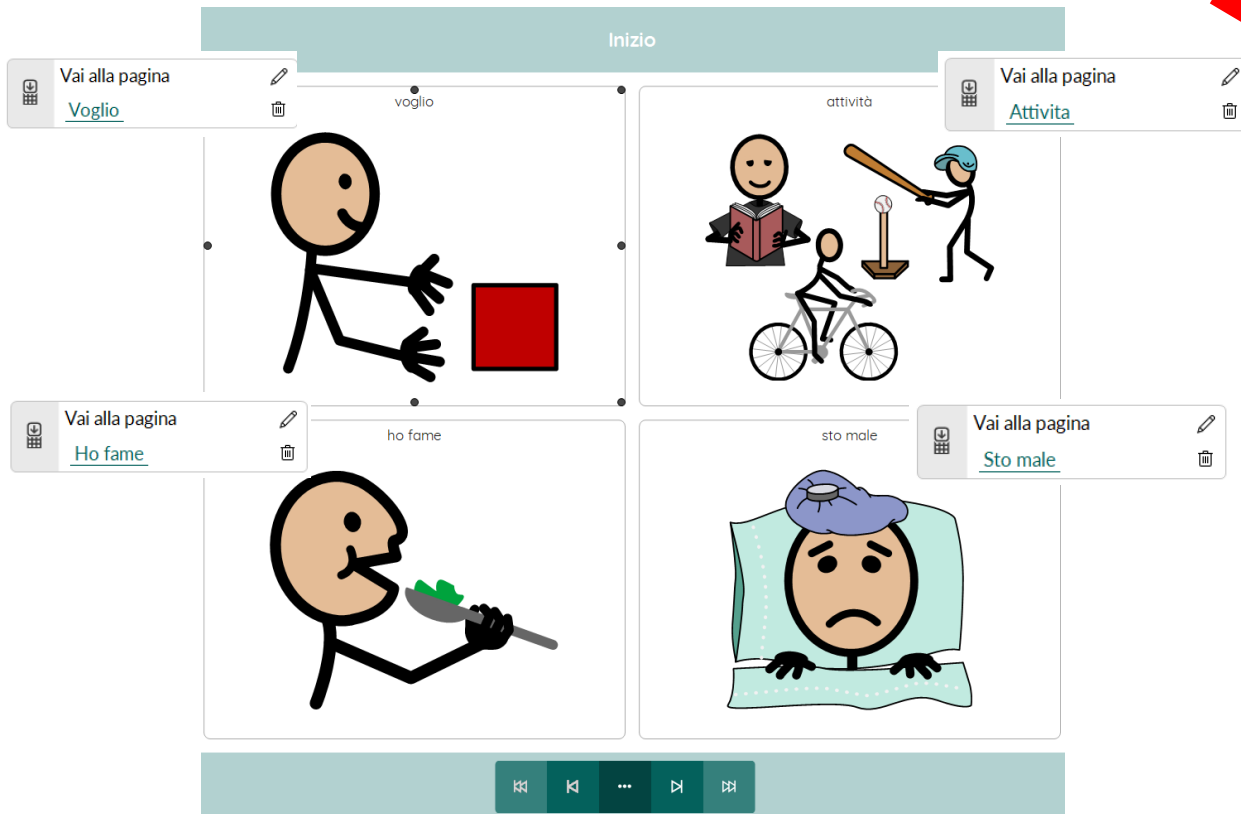 Inizio
Vai alla pagina
Voglio
voglio
attività
Vai alla pagina
Attivita
Vai alla pagina
Ho fame
ho fame
sto male
Vai alla pagina
Sto male